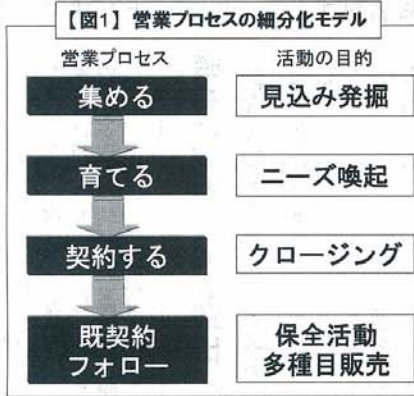 【図1】営業プロセスの細分化モデル
営業プロセス 活動の目的
集める 見込み発掘
育てる ニーズ喚起
契約する クロージング
既契約 保全活動
フォロー 多種目販売